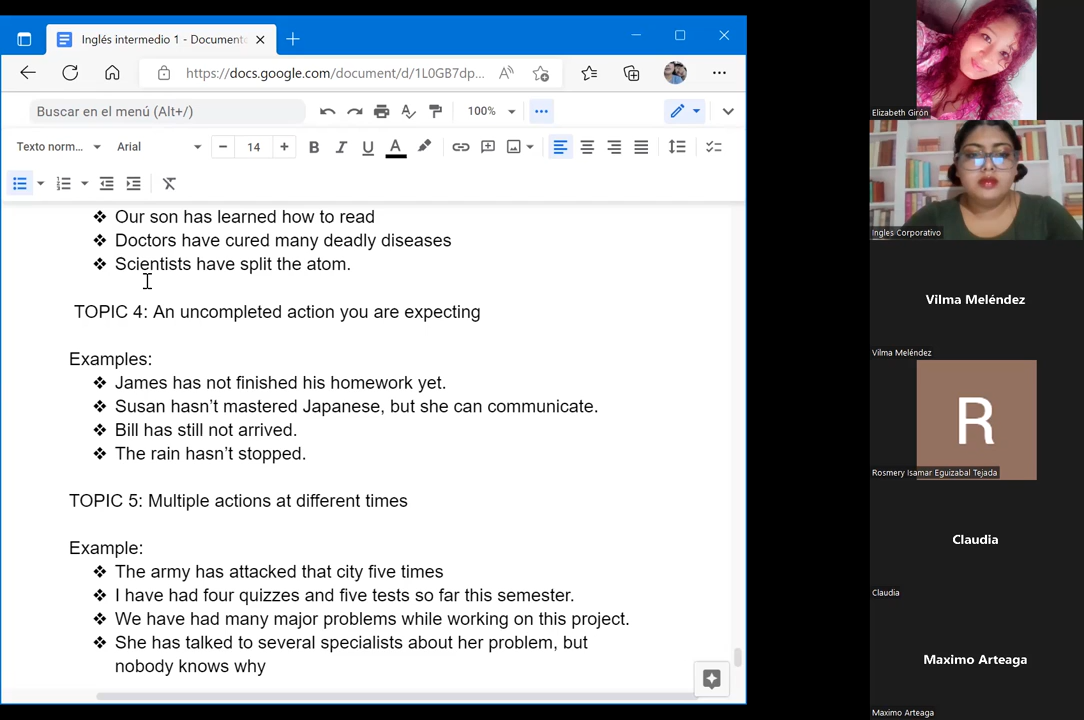 Inglés intermedio 1 - Documento
https://docs.google.com/document/d/1L0GB7dp...
Buscar en el menú (Alt+/)
100%
Texto norm...
Arial
14
❖ Our son has learned how to read
❖ Doctors have cured many deadly diseases
❖ Scientists have split the atom.
TOPIC 4: An uncompleted action you are expecting
Examples:
❖ James has not finished his homework yet.
❖ Susan hasn’t mastered Japanese, but she can communicate.
❖ Bill has still not arrived.
❖ The rain hasn’t stopped.
TOPIC 5: Multiple actions at different times
Example:
❖ The army has attacked that city five times
❖ I have had four quizzes and five tests so far this semester.
❖ We have had many major problems while working on this project.
❖ She has talked to several specialists about her problem, but
nobody knows why
Elizabeth Girón
Ingles Corporativo
Vilma Meléndez
Vilma Meléndez
R
Rosmery Isamar Eguizabal Tejada
Claudia
Claudia
Maximo Arteaga
Maximo Arteaga